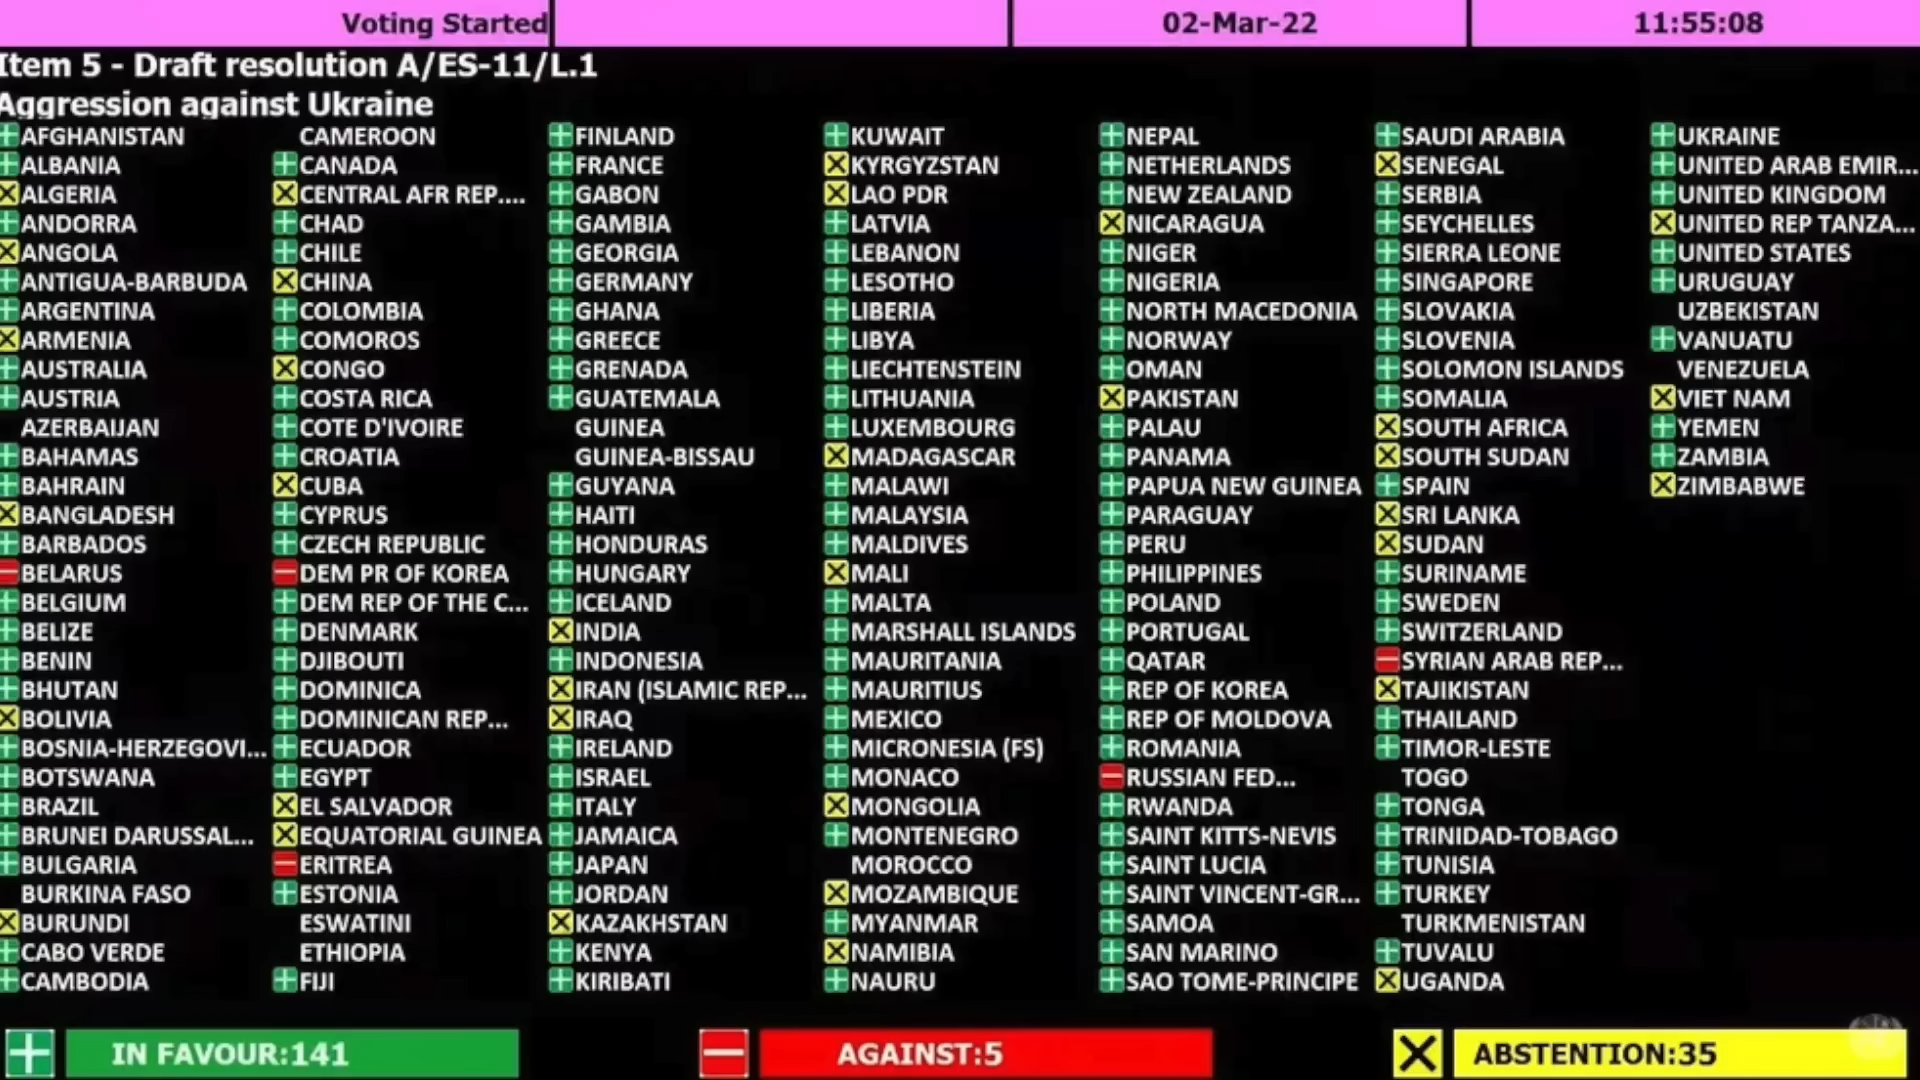 Voting Started 02-Mar-22 11:55:08
Item 5 - Draft resolution A/ES-11/L.1
Aggression against Ukraine
AFGHANISTAN
ALBANIA
ALGERIA
ANDORRA
ANGOLA
ANTIGUA-BARBUDA
ARGENTINA
ARMENIA
AUSTRALIA
AUSTRIA
AZERBAIJAN
BAHAMAS
BAHRAIN
BANGLADESH
BARBADOS
BELARUS
BELGIUM
BELIZE
BENIN
BHUTAN
BOLIVIA
BOSNIA-HERZEGOVI...
BOTSWANA
BRAZIL
BRUNEI DARUSSAL...
BULGARIA
BURKINA FASO
BURUNDI
CABO VERDE
CAMBODIA
CAMEROON
CANADA
CENTRAL AFR REP....
CHAD
CHILE
CHINA
COLOMBIA
COMOROS
CONGO
COSTA RICA
COTE D'IVOIRE
CROATIA
CUBA
CYPRUS
CZECH REPUBLIC
DEM PR OF KOREA
DEM REP OF THE C...
DENMARK
DJIBOUTI
DOMINICA
DOMINICAN REP...
ECUADOR
EGYPT
EL SALVADOR
EQUATORIAL GUINEA
ERITREA
ESTONIA
ESWATINI
ETHIOPIA
FIJI
FINLAND
FRANCE
GABON
GAMBIA
GEORGIA
GERMANY
GHANA
GREECE
GRENADA
GUATEMALA
GUINEA
GUINEA-BISSAU
GUYANA
HAITI
HONDURAS
HUNGARY
ICELAND
INDIA
INDONESIA
IRAN (ISLAMIC REP...
IRAQ
IRELAND
ISRAEL
ITALY
JAMAICA
JAPAN
JORDAN
KAZAKHSTAN
KENYA
KIRIBATI
KUWAIT
KYRGYZSTAN
LAO PDR
LATVIA
LEBANON
LESOTHO
LIBERIA
LIBYA
LIECHTENSTEIN
LITHUANIA
LUXEMBOURG
MADAGASCAR
MALAWI
MALAYSIA
MALDIVES
MALI
MALTA
MARSHALL ISLANDS
MAURITANIA
MAURITIUS
MEXICO
MICRONESIA (FS)
MONACO
MONGOLIA
MONTENEGRO
MOROCCO
MOZAMBIQUE
MYANMAR
NAMIBIA
NAURU
NEPAL
NETHERLANDS
NEW ZEALAND
NICARAGUA
NIGER
NIGERIA
NORTH MACEDONIA
NORWAY
OMAN
PAKISTAN
PALAU
PANAMA
PAPUA NEW GUINEA
PARAGUAY
PERU
PHILIPPINES
POLAND
PORTUGAL
QATAR
REP OF KOREA
REP OF MOLDOVA
ROMANIA
RUSSIAN FED...
RWANDA
SAINT KITTS-NEVIS
SAINT LUCIA
SAINT VINCENT-GR...
SAMOA
SAN MARINO
SAO TOME-PRINCIPE
SAUDI ARABIA
SENEGAL
SERBIA
SEYCHELLES
SIERRA LEONE
SINGAPORE
SLOVAKIA
SLOVENIA
SOLOMON ISLANDS
SOMALIA
SOUTH AFRICA
SOUTH SUDAN
SPAIN
SRI LANKA
SUDAN
SURINAME
SWEDEN
SWITZERLAND
SYRIAN ARAB REP...
TAJIKISTAN
THAILAND
TIMOR-LESTE
TOGO
TONGA
TRINIDAD-TOBAGO
TUNISIA
TURKEY
TURKMENISTAN
TUVALU
UGANDA
UKRAINE
UNITED ARAB EMIR...
UNITED KINGDOM
UNITED REP TANZA...
UNITED STATES
URUGUAY
UZBEKISTAN
VANUATU
VENEZUELA
VIET NAM
YEMEN
ZAMBIA
ZIMBABWE
IN FAVOUR:141 AGAINST:5 ABSTENTION:35